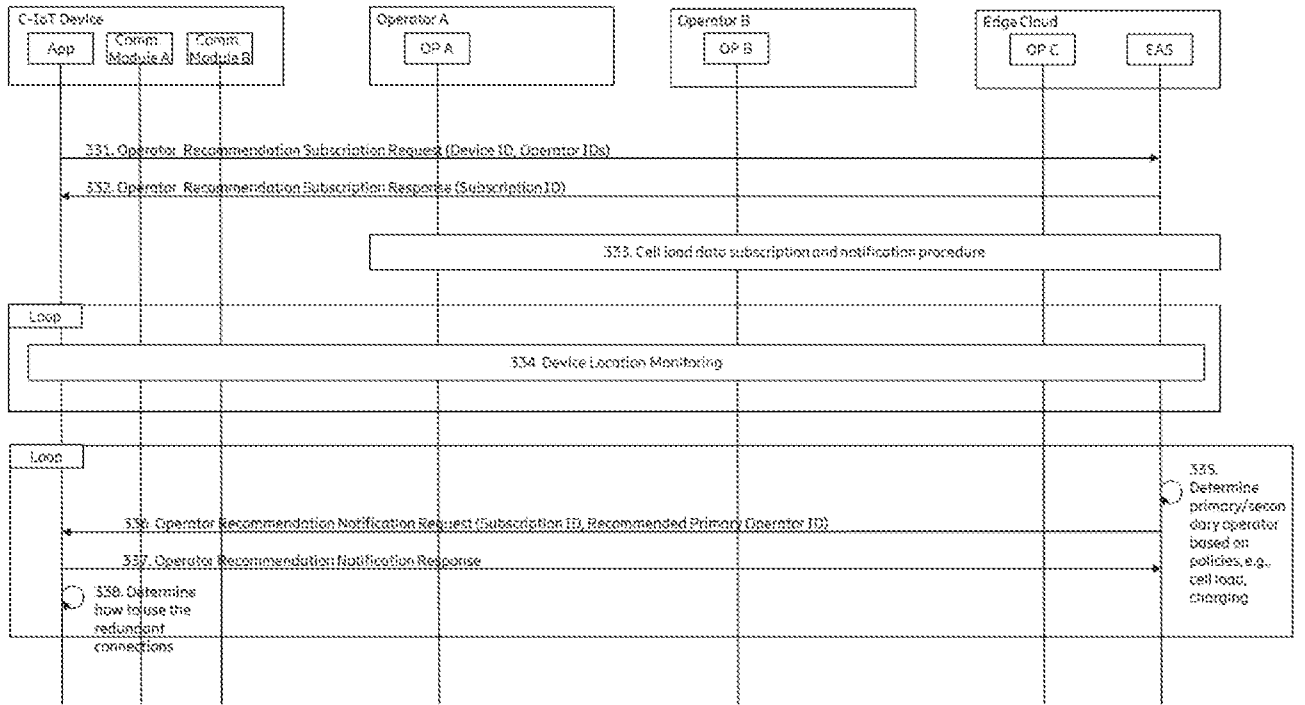 C-IoT Device
Operator A
Operator B
Edge Cloud
App
Comm.
Module A
Comm.
Module B
OP A
OP B
OP C
EAS
331. Operator Recommendation Subscription Request (Device ID, Operator IDs)
332. Operator Recommendation Subscription Response (Subscription ID)
333. Cell load data subscription and notification procedure
Loop
334. Device Location Monitoring
Loop
335.
Determine
primary/secon
dary operator
based on
policies, e.g.,
cell load,
charging
336. Operator Recommendation Notification Request (Subscription ID, Recommended Primary Operator ID)
337. Operator Recommendation Notification Response
338. Determine
how to use the
redundant
connections